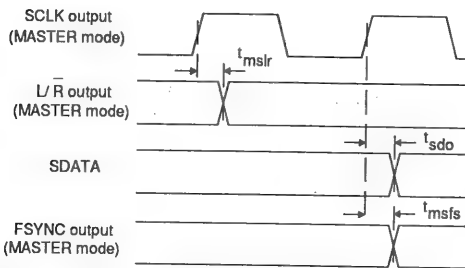 SCLK output
(MASTER mode)
t_mslr
L/R̅ output
(MASTER mode)
SDATA
t_sdo
FSYNC output
(MASTER mode)
t_msfs